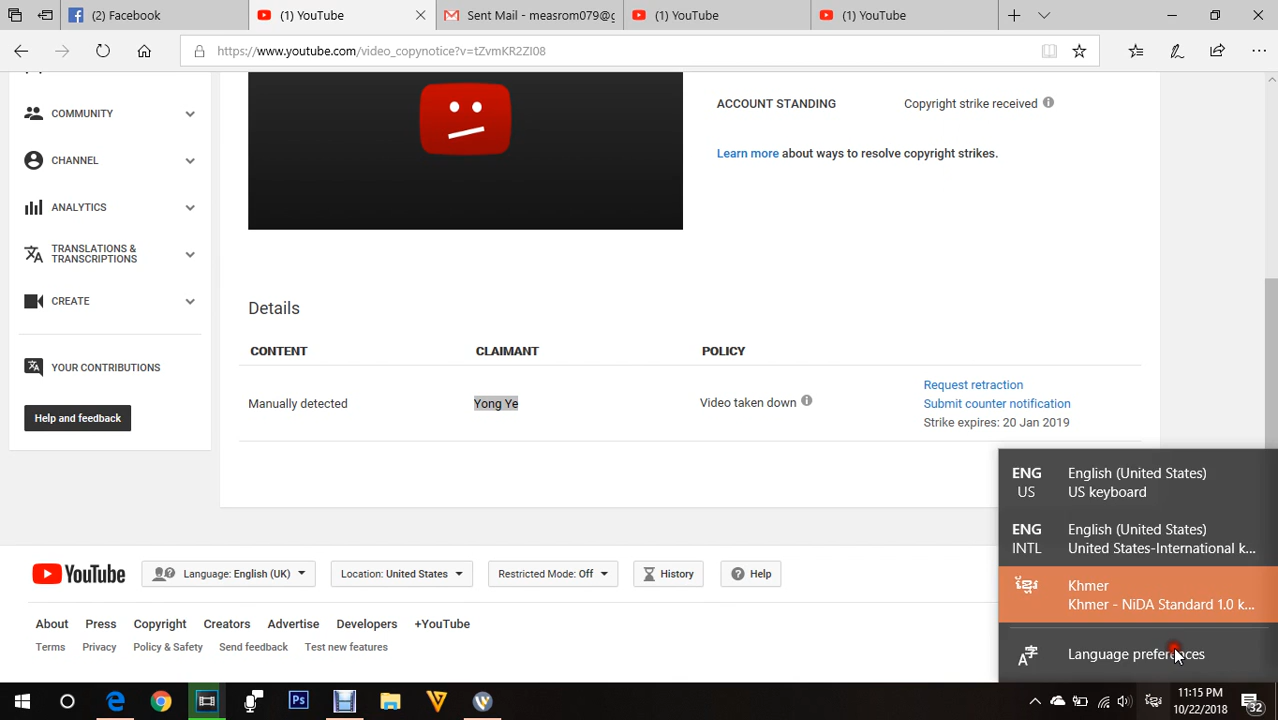 (2) Facebook
(1) YouTube
Sent Mail - measrom079@g
(1) YouTube
(1) YouTube
https://www.youtube.com/video_copynotice?v=tZvmKR2ZI08
COMMUNITY
CHANNEL
ANALYTICS
TRANSLATIONS &
TRANSCRIPTIONS
CREATE
YOUR CONTRIBUTIONS
Help and feedback
ACCOUNT STANDING Copyright strike received
Learn more about ways to resolve copyright strikes.
Details
CONTENT CLAIMANT POLICY
Manually detected Yong Ye Video taken down
Request retraction
Submit counter notification
Strike expires: 20 Jan 2019
ENG English (United States)
US US keyboard
ENG English (United States)
INTL United States-International k...
ខ្មែរ Khmer
Khmer - NiDA Standard 1.0 k...
A字 Language preferences
YouTube Language: English (UK) Location: United States Restricted Mode: Off History Help
About Press Copyright Creators Advertise Developers +YouTube
Terms Privacy Policy & Safety Send feedback Test new features
Ps
11:15 PM
10/22/2018
32